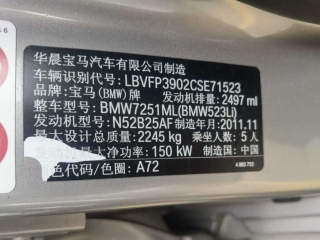 华晨宝马汽车有限公司制造
车辆识别代号: LBVFP3902CSE71523
品牌: 宝马(BMW)牌 发动机排量: 2497 ml
整车型号: BMW7251ML(BMW523Li)
发动机型号: N52B25AF 制造年月: 2011.11
最大设计总质量: 2245 kg 乘坐人数: 5人
最大净功率: 150 kW 制造国: 中国
色代码/色图: A72